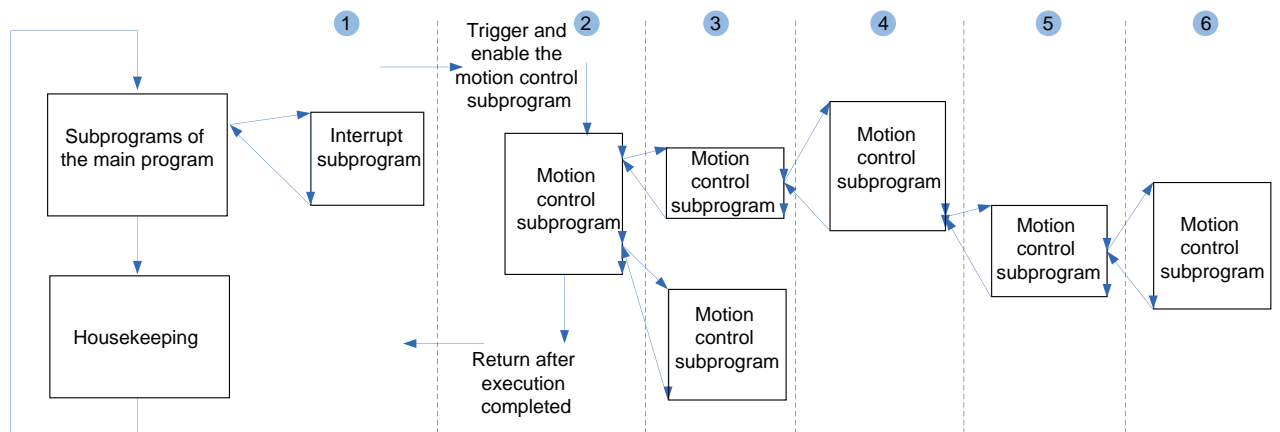 1
2
3
4
5
6
Trigger and
enable the
motion control
subprogram
Subprograms of
the main program
Interrupt
subprogram
Motion
control
subprogram
Motion
control
subprogram
Motion
control
subprogram
Motion
control
subprogram
Motion
control
subprogram
Housekeeping
Motion
control
subprogram
Return after
execution
completed